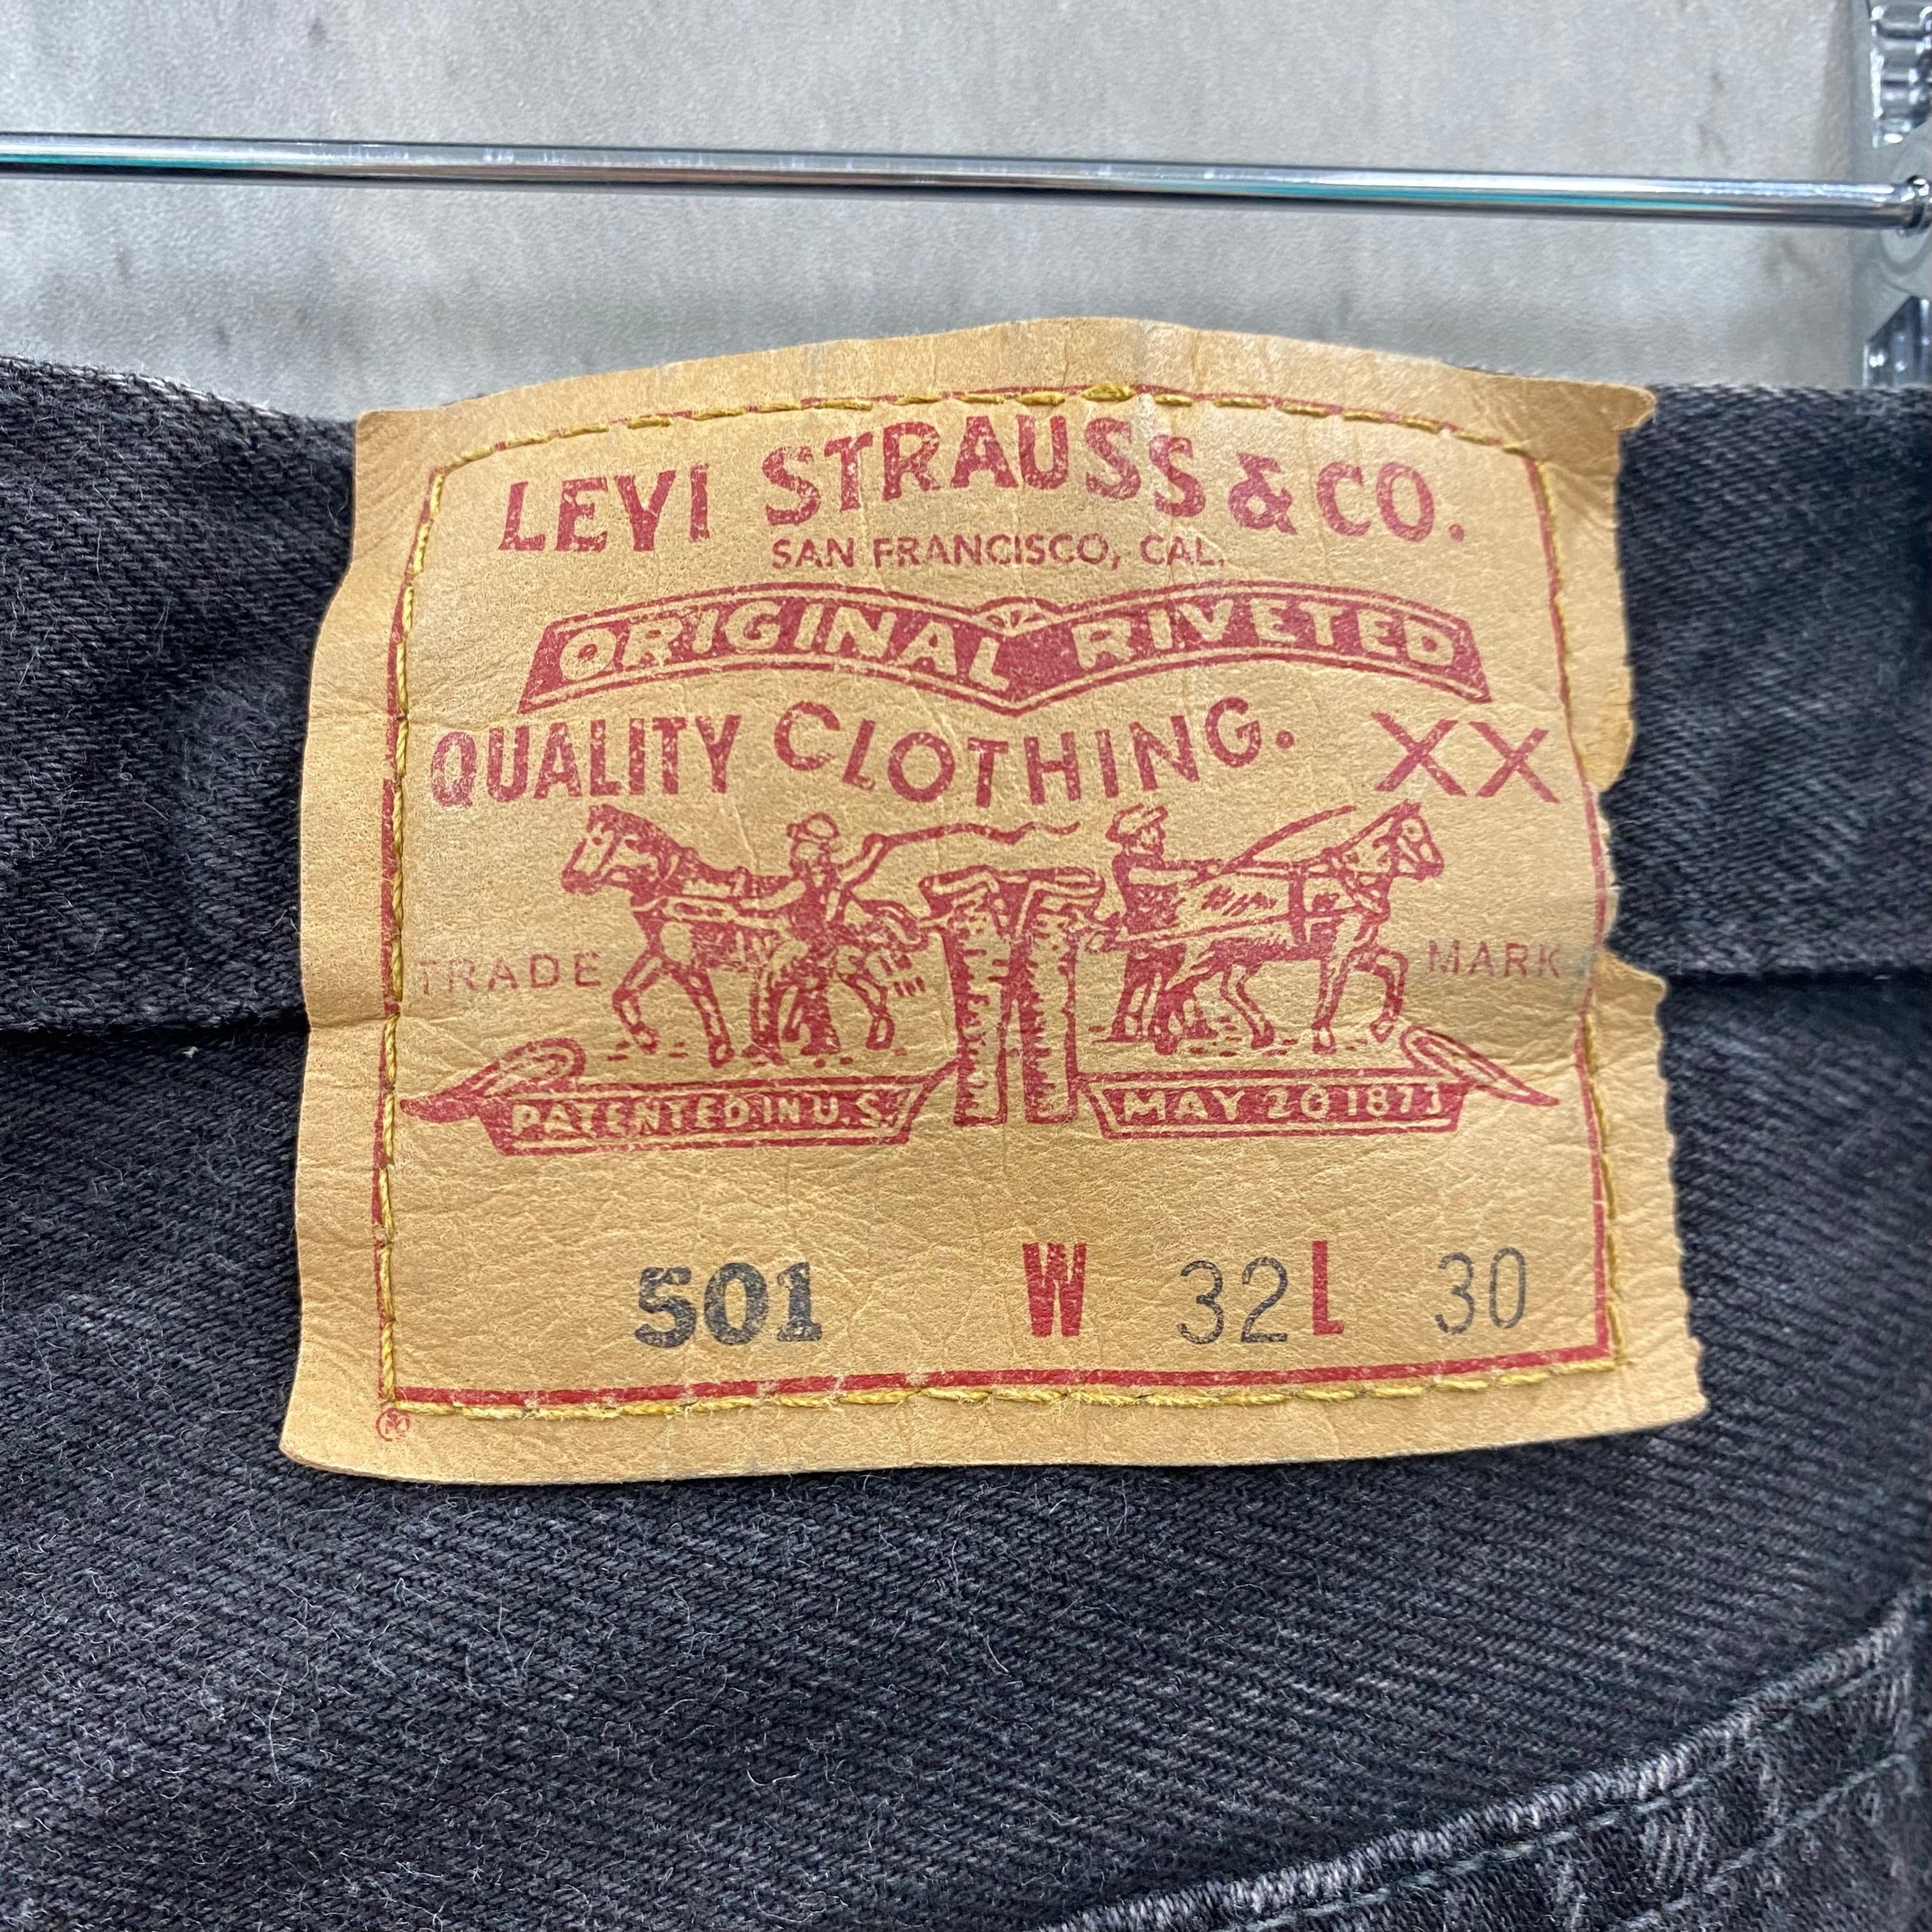 LEVI STRAUSS & CO.
SAN FRANCISCO, CAL.
ORIGINAL RIVETED
QUALITY CLOTHING. XX
TRADE MARK
PATENTED IN U.S. MAY 20 1873
501 W 32 L 30
®